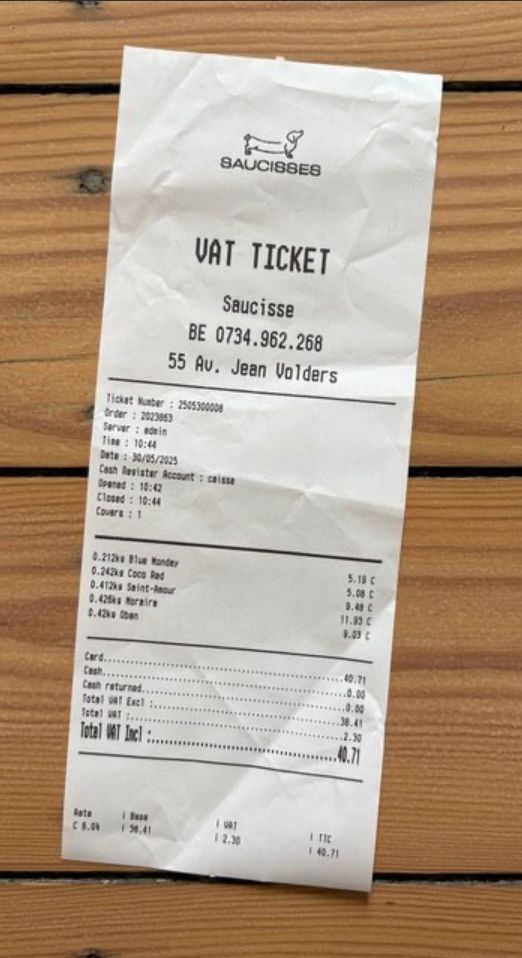 SAUCISSES
VAT TICKET
Saucisse
BE 0734.962.268
55 Av. Jean Volders
Ticket Number : 2505300008
Order : 2023863
Server : admin
Time : 10:44
Date : 30/05/2025
Cash Register Account : caisse
Opened : 10:42
Closed : 10:44
Covers : 1
0.212kg Blue Monday 5.19 C
0.242kg Coco Red 5.08 C
0.412kg Saint-Amour 9.48 C
0.426kg Moraira 11.93 C
0.42kg Oban 9.03 C
Card..............................40.71
Cash..............................0.00
Cash returned..............................0.00
Total VAT Excl :..............................38.41
Total VAT :..............................2.30
Total VAT Incl :..............................40.71
Rate | Base | VAT | TTC
C 6.0% | 38.41 | 2.30 | 40.71